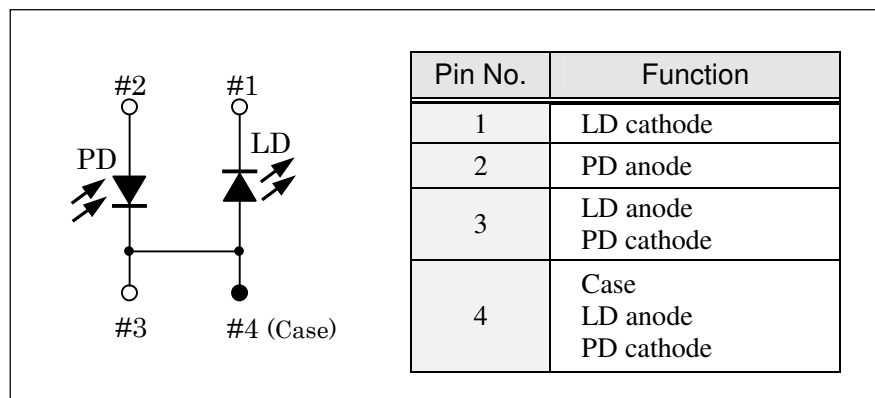 #2 #1
PD LD
#3 #4 (Case)
Pin No. Function
1 LD cathode
2 PD anode
3 LD anode
PD cathode
4 Case
LD anode
PD cathode